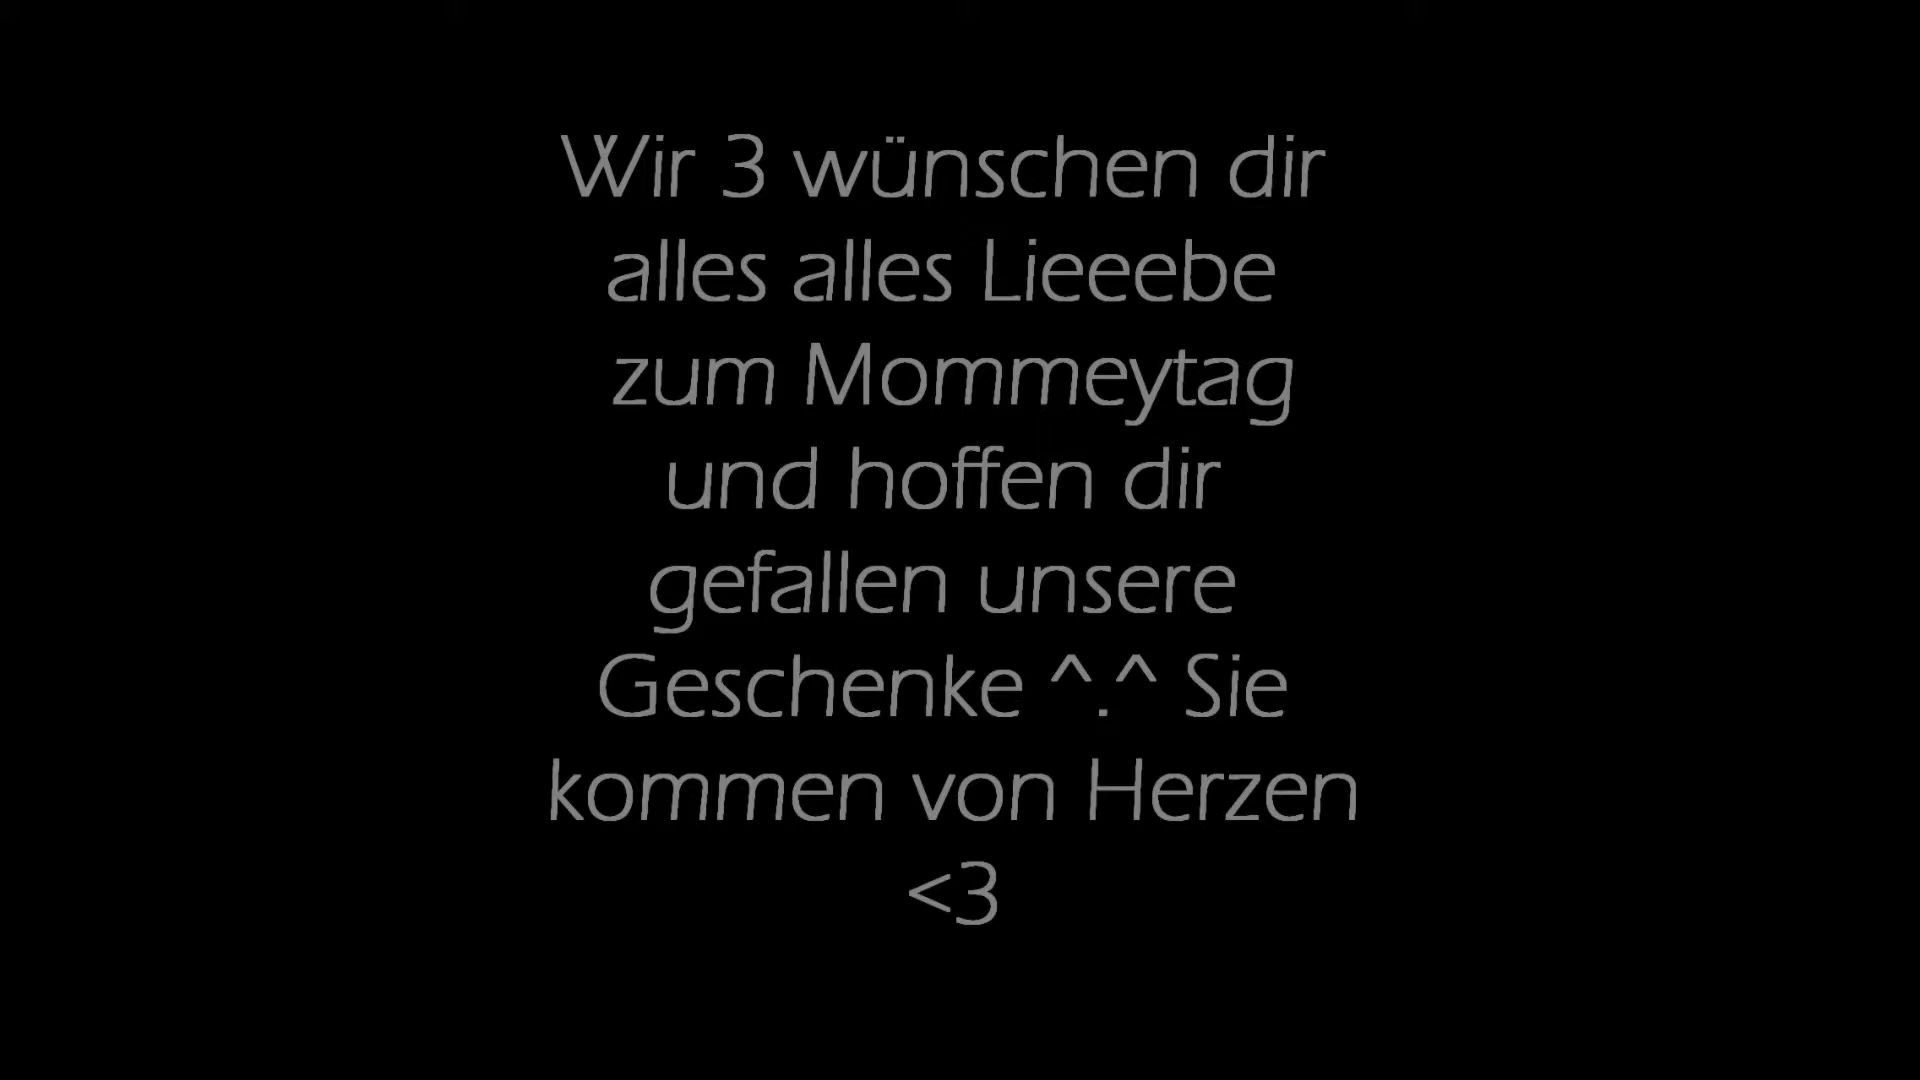 Wir 3 wünschen dir
alles alles Lieeebe
zum Mommeytag
und hoffen dir
gefallen unsere
Geschenke ^.^ Sie
kommen von Herzen
<3